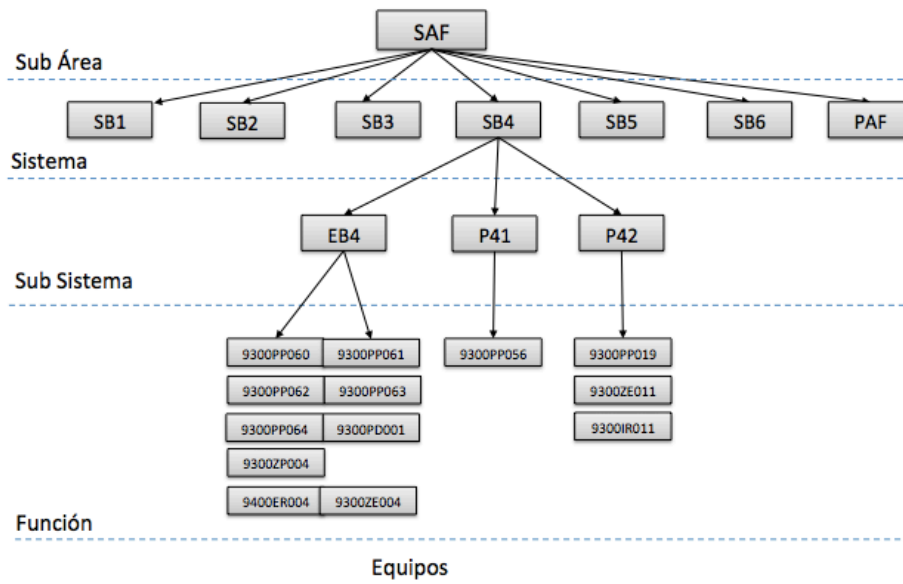 SAF
Sub Área
SB1 SB2 SB3 SB4 SB5 SB6 PAF
Sistema
EB4 P41 P42
Sub Sistema
9300PP060 9300PP061 9300PP056 9300PP019
9300PP062 9300PP063 9300ZE011
9300PP064 9300PD001 9300IR011
9300ZP004
9400ER004 9300ZE004
Función
Equipos